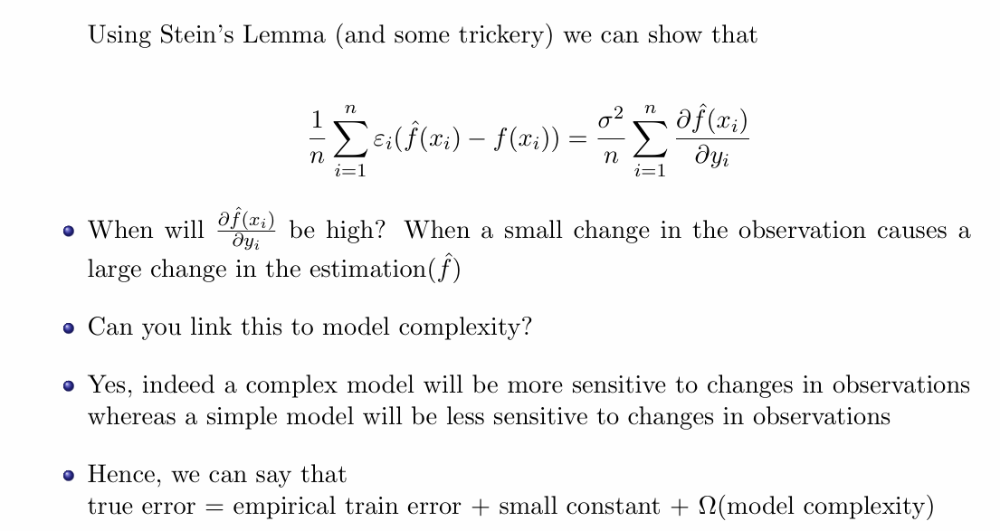 Using Stein's Lemma (and some trickery) we can show that
$$\frac{1}{n}\sum_{i=1}^{n} \varepsilon_i(\hat{f}(x_i) - f(x_i)) = \frac{\sigma^2}{n}\sum_{i=1}^{n} \frac{\partial \hat{f}(x_i)}{\partial y_i}$$
• When will $\frac{\partial \hat{f}(x_i)}{\partial y_i}$ be high? When a small change in the observation causes a
large change in the estimation($\hat{f}$)
• Can you link this to model complexity?
• Yes, indeed a complex model will be more sensitive to changes in observations
whereas a simple model will be less sensitive to changes in observations
• Hence, we can say that
true error = empirical train error + small constant + Ω(model complexity)